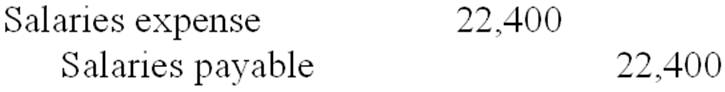 Salaries expense 22,400
Salaries payable 22,400